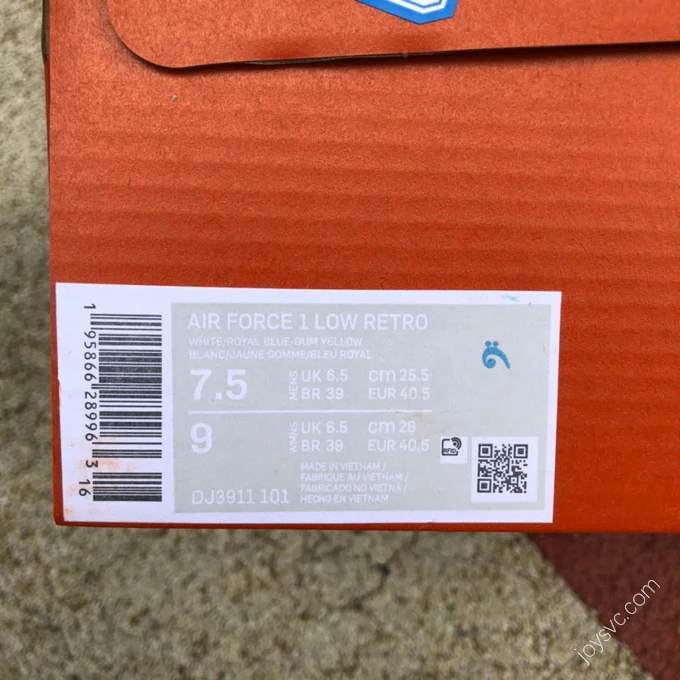 AIR FORCE 1 LOW RETRO
WHITE/ROYAL BLUE-GUM YELLOW
BLANC/JAUNE GOMME/BLEU ROYAL
7.5 MENS UK 6.5 cm 25.5
BR 39 EUR 40.5
9 WMNS UK 6.5 cm 26
BR 39 EUR 40.5
MADE IN VIETNAM /
FABRIQUE AU VIETNAM /
FABRICADO NO VIETNÃ /
HECHO EN VIETNAM
DJ3911 101
1 95866 28996 3 16
joysvc.com